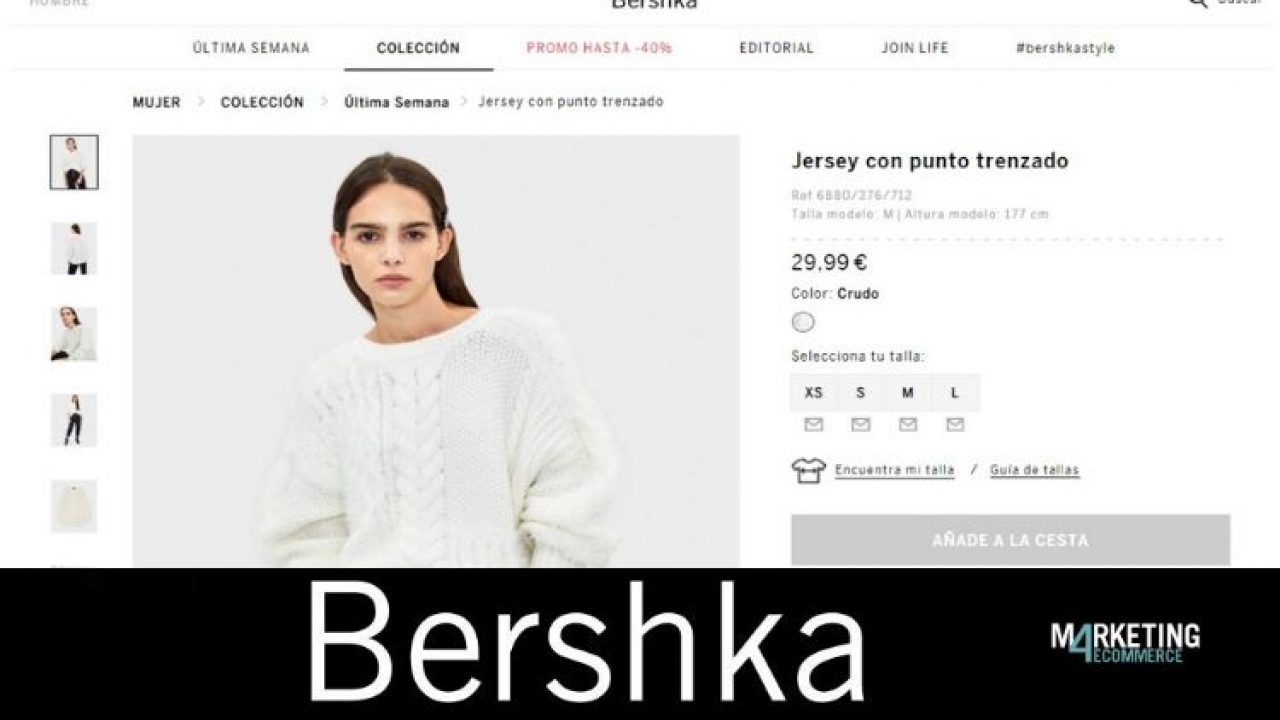 HOMBRE
Bershka
Buscar
ÚLTIMA SEMANA
COLECCIÓN
PROMO HASTA -40%
EDITORIAL
JOIN LIFE
#bershkastyle
MUJER > COLECCIÓN > Última Semana > Jersey con punto trenzado
Jersey con punto trenzado
Ref 6880/376/712
Talla modelo: M | Altura modelo: 177 cm
29,99 €
Color: Crudo
Selecciona tu talla:
XS S M L
Encuentra mi talla / Guía de tallas
AÑADE A LA CESTA
Bershka
M4RKETING
ECOMMERCE